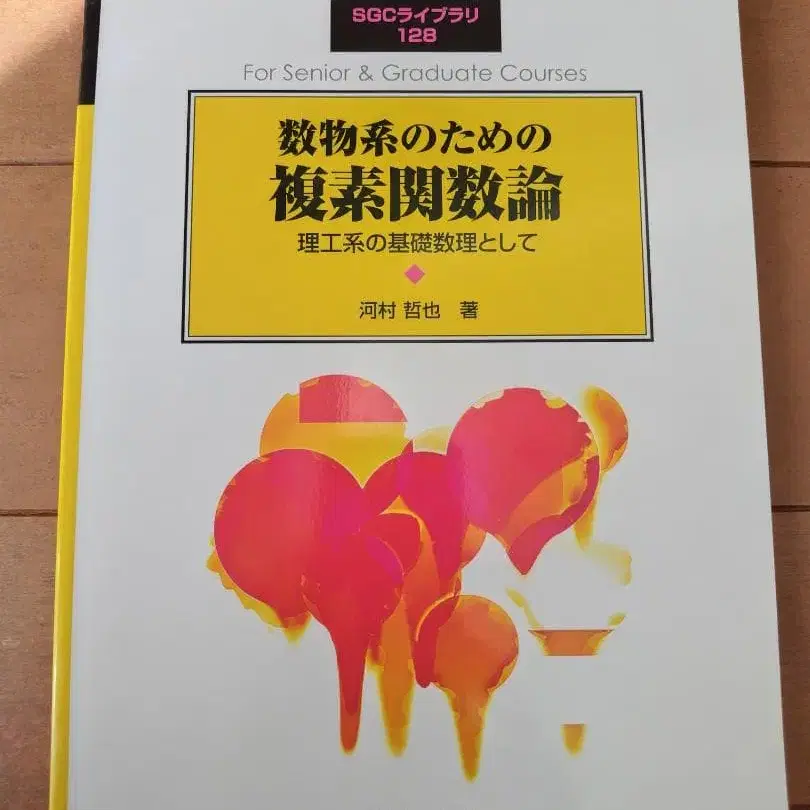 SGCライブラリ
128
For Senior & Graduate Courses
数物系のための
複素関数論
理工系の基礎数理として
河村 哲也 著